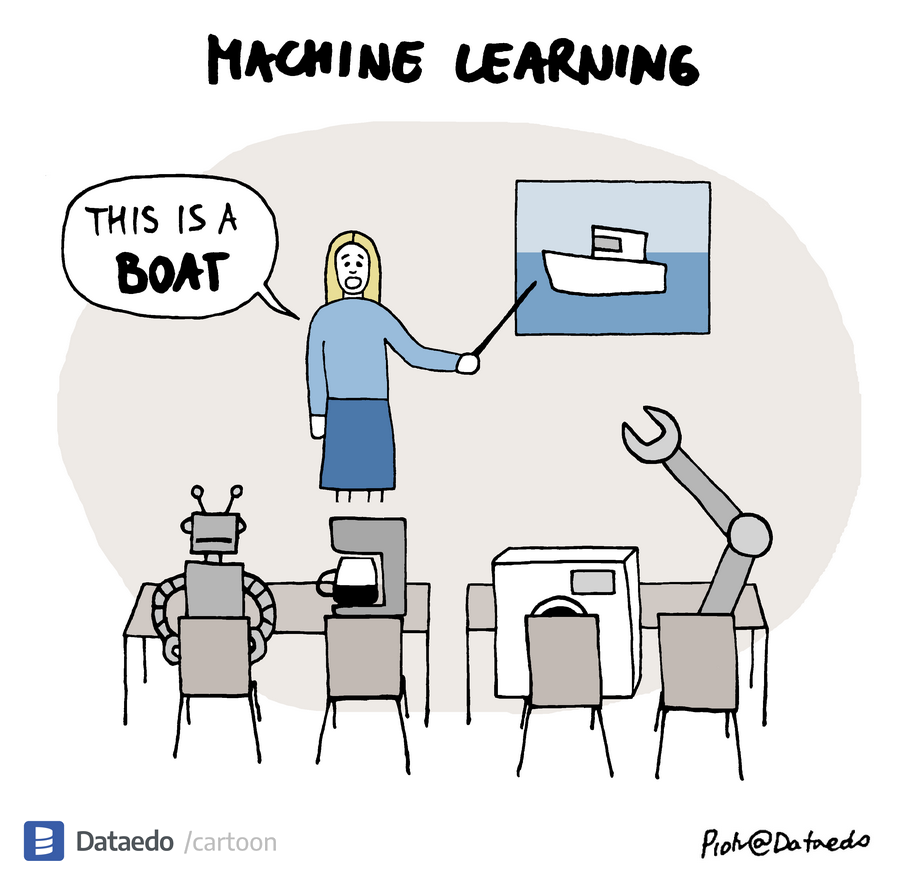 MACHINE LEARNING
THIS IS A
BOAT
Dataedo /cartoon
Piotr@Dataedo